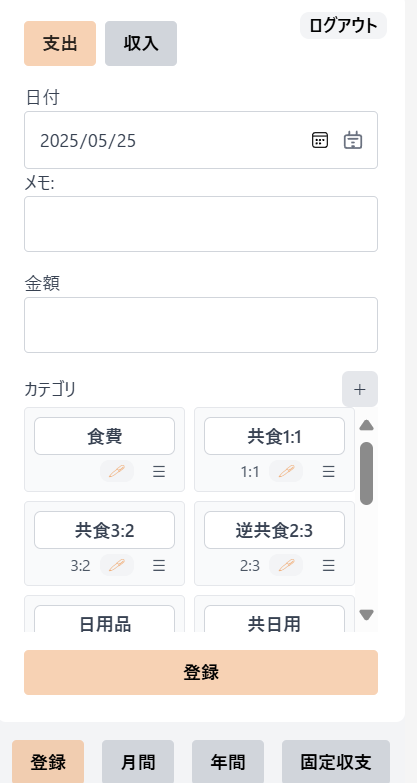 ログアウト
支出 収入
日付
2025/05/25
メモ:
金額
カテゴリ +
食費 共食1:1
1:1
共食3:2 逆共食2:3
3:2 2:3
日用品 共日用
登録
登録 月間 年間 固定収支